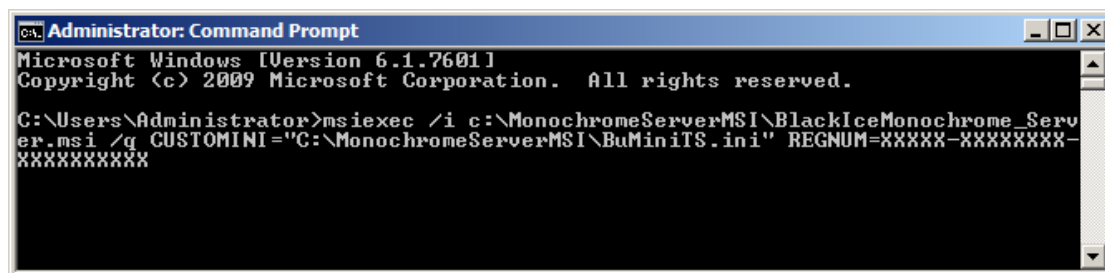 Administrator: Command Prompt
Microsoft Windows [Version 6.1.7601]
Copyright (c) 2009 Microsoft Corporation.  All rights reserved.
C:\Users\Administrator>msiexec /i c:\MonochromeServerMSI\BlackIceMonochrome_Serv
er.msi /q CUSTOMINI="C:\MonochromeServerMSI\BuMiniTS.ini" REGNUM=XXXXX-XXXXXXXX-
XXXXXXXXXX